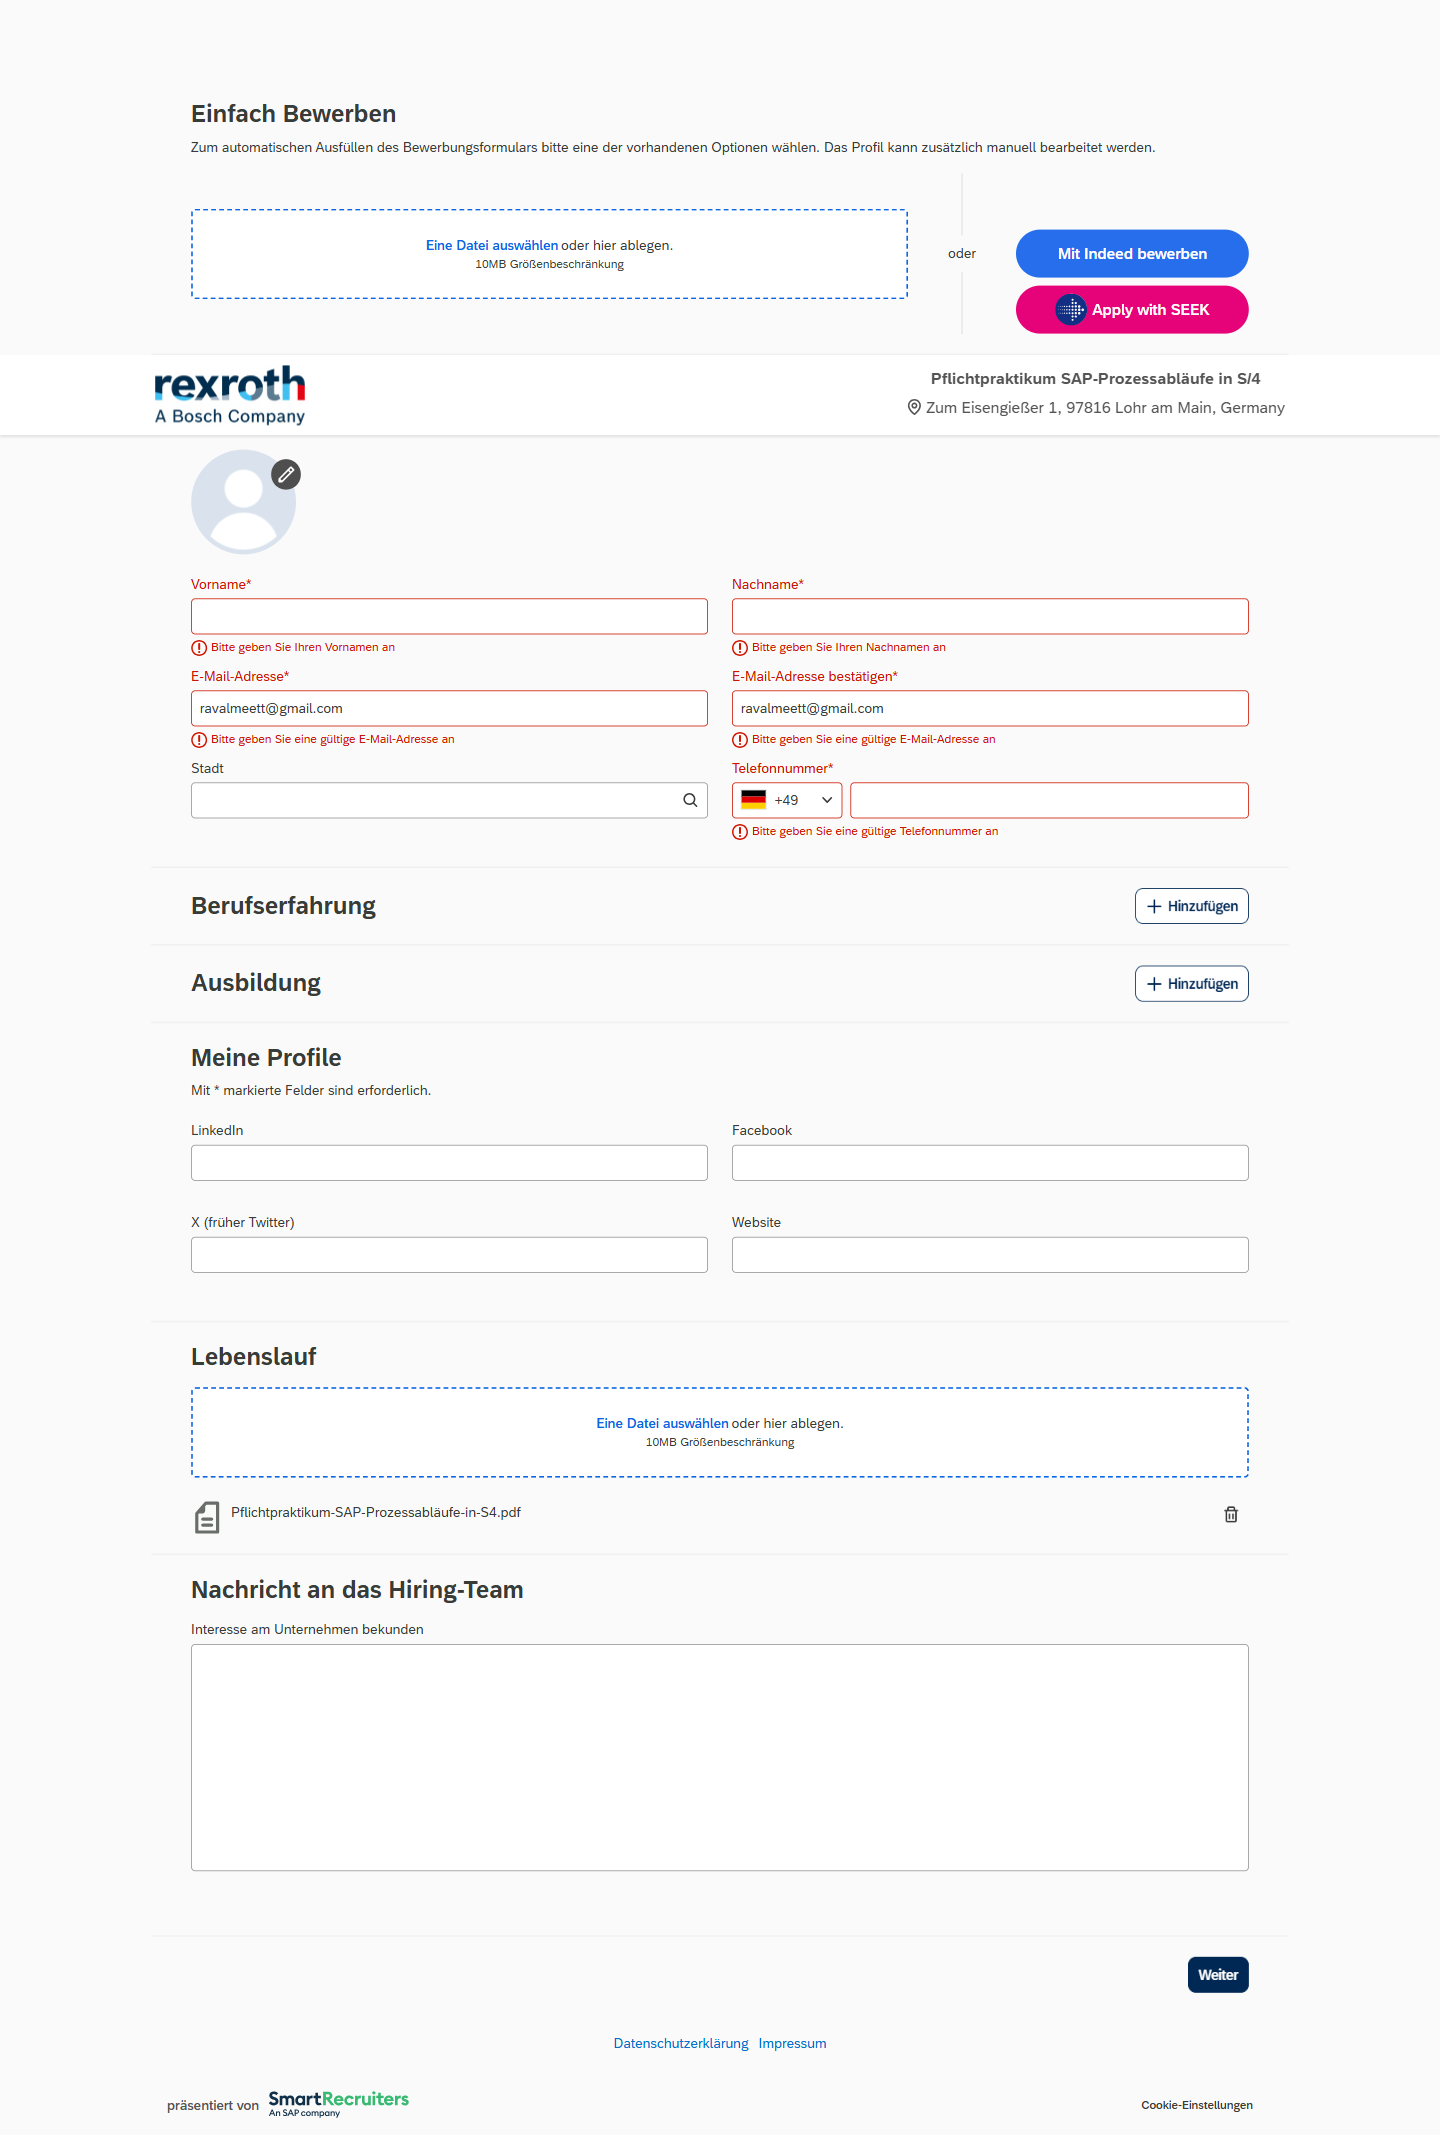 Einfach Bewerben
Zum automatischen Ausfüllen des Bewerbungsformulars bitte eine der vorhandenen Optionen wählen. Das Profil kann zusätzlich manuell bearbeitet werden.
Eine Datei auswählen oder hier ablegen.
10MB Größenbeschränkung
oder
Mit Indeed bewerben
Apply with SEEK
rexroth
A Bosch Company
Pflichtpraktikum SAP-Prozessabläufe in S/4
Zum Eisengießer 1, 97816 Lohr am Main, Germany
Vorname*
Nachname*
Bitte geben Sie Ihren Vornamen an
Bitte geben Sie Ihren Nachnamen an
E-Mail-Adresse*
E-Mail-Adresse bestätigen*
ravalmeett@gmail.com
ravalmeett@gmail.com
Bitte geben Sie eine gültige E-Mail-Adresse an
Bitte geben Sie eine gültige E-Mail-Adresse an
Stadt
Telefonnummer*
+49
Bitte geben Sie eine gültige Telefonnummer an
Berufserfahrung
Hinzufügen
Ausbildung
Hinzufügen
Meine Profile
Mit * markierte Felder sind erforderlich.
LinkedIn
Facebook
X (früher Twitter)
Website
Lebenslauf
Eine Datei auswählen oder hier ablegen.
10MB Größenbeschränkung
Pflichtpraktikum-SAP-Prozessabläufe-in-S4.pdf
Nachricht an das Hiring-Team
Interesse am Unternehmen bekunden
Weiter
Datenschutzerklärung Impressum
präsentiert von SmartRecruiters
An SAP company
Cookie-Einstellungen